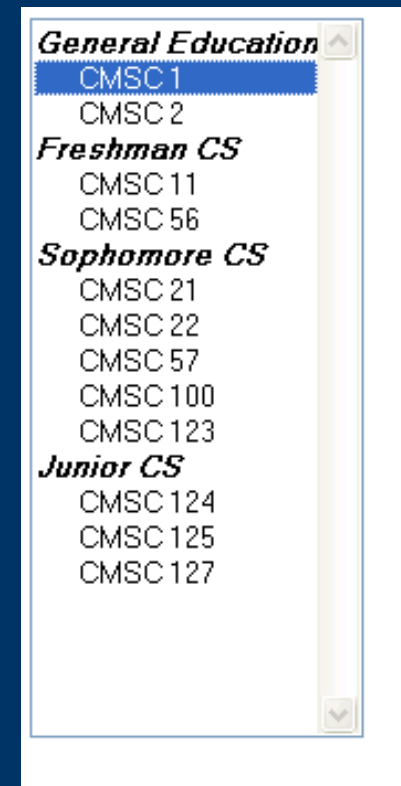 General Education
CMSC 1
CMSC 2
Freshman CS
CMSC 11
CMSC 56
Sophomore CS
CMSC 21
CMSC 22
CMSC 57
CMSC 100
CMSC 123
Junior CS
CMSC 124
CMSC 125
CMSC 127